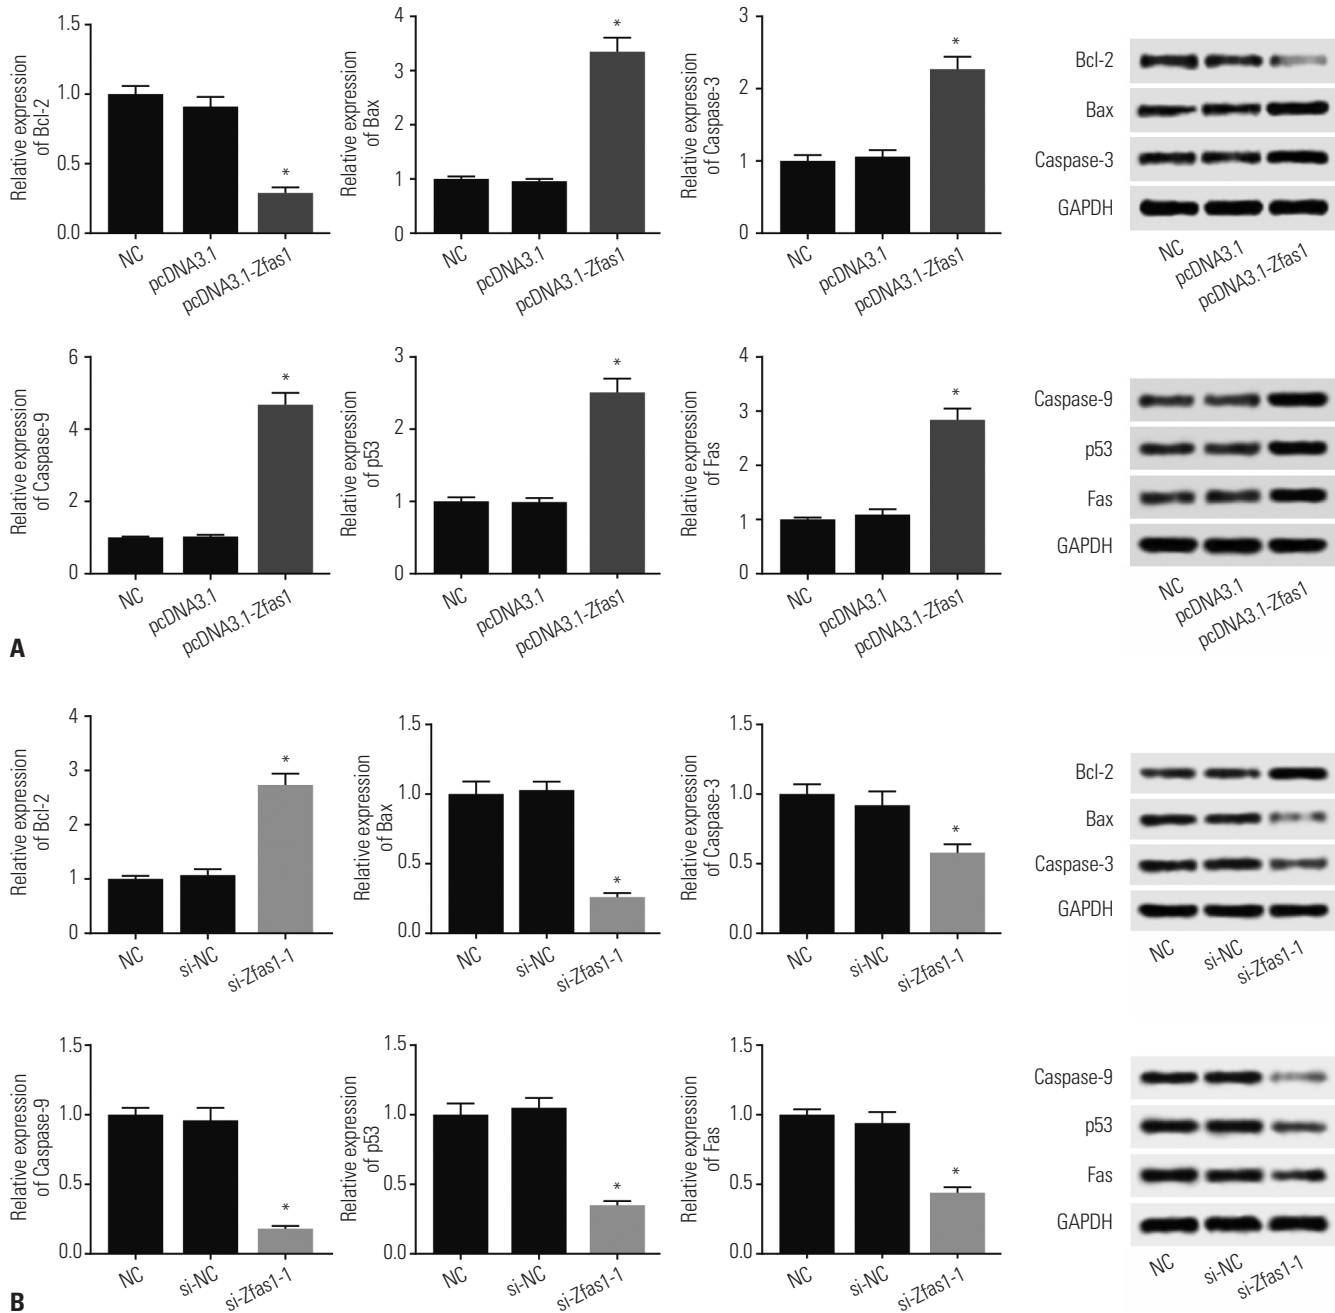 Relative expression
of Bcl-2
1.5
1.0
0.5
0.0
*
NC
pcDNA3.1
pcDNA3.1-Zfas1
Relative expression
of Bax
4
3
2
1
0
*
NC
pcDNA3.1
pcDNA3.1-Zfas1
Relative expression
of Caspase-3
3
2
1
0
*
NC
pcDNA3.1
pcDNA3.1-Zfas1
Bcl-2
Bax
Caspase-3
GAPDH
NC
pcDNA3.1
pcDNA3.1-Zfas1
Relative expression
of Caspase-9
6
4
2
0
*
NC
pcDNA3.1
pcDNA3.1-Zfas1
Relative expression
of p53
3
2
1
0
*
NC
pcDNA3.1
pcDNA3.1-Zfas1
Relative expression
of Fas
4
3
2
1
0
*
NC
pcDNA3.1
pcDNA3.1-Zfas1
Caspase-9
p53
Fas
GAPDH
NC
pcDNA3.1
pcDNA3.1-Zfas1
A
Relative expression
of Bcl-2
4
3
2
1
0
*
NC
si-NC
si-Zfas1-1
Relative expression
of Bax
1.5
1.0
0.5
0.0
*
NC
si-NC
si-Zfas1-1
Relative expression
of Caspase-3
1.5
1.0
0.5
0.0
*
NC
si-NC
si-Zfas1-1
Bcl-2
Bax
Caspase-3
GAPDH
NC
si-NC
si-Zfas1-1
Relative expression
of Caspase-9
1.5
1.0
0.5
0.0
*
NC
si-NC
si-Zfas1-1
Relative expression
of p53
1.5
1.0
0.5
0.0
*
NC
si-NC
si-Zfas1-1
Relative expression
of Fas
1.5
1.0
0.5
0.0
*
NC
si-NC
si-Zfas1-1
Caspase-9
p53
Fas
GAPDH
NC
si-NC
si-Zfas1-1
B